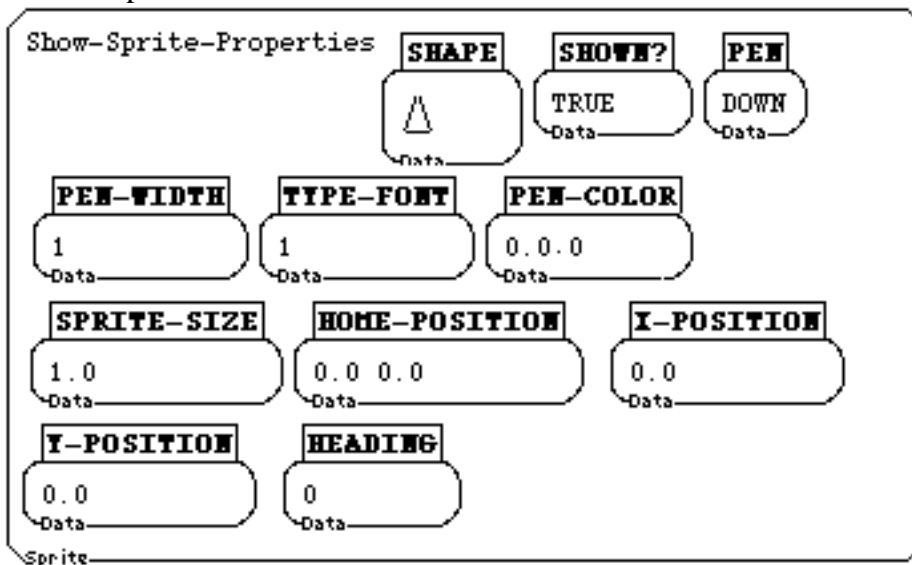 Show-Sprite-Properties SHAPE SHOWN? PEN
TRUE DOWN
Data Data Data
PEN-WIDTH TYPE-FONT PEN-COLOR
1 1 0.0.0
Data Data Data
SPRITE-SIZE HOME-POSITION X-POSITION
1.0 0.0 0.0 0.0
Data Data Data
Y-POSITION HEADING
0.0 0
Data Data
Sprite